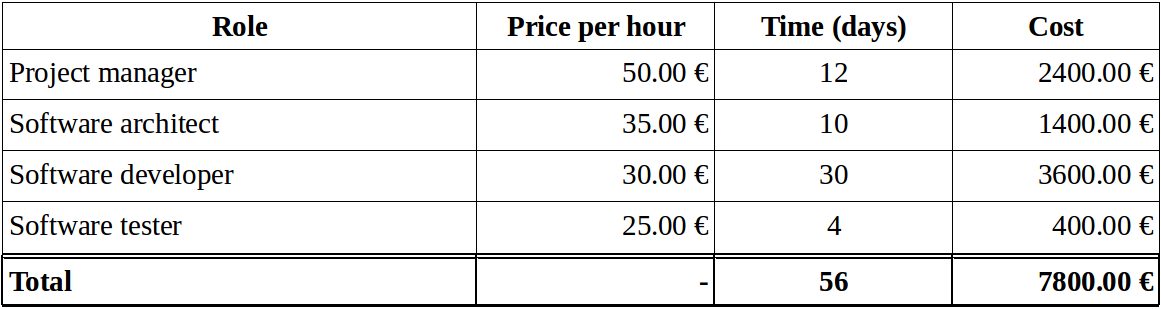 Role Price per hour Time (days) Cost
Project manager 50.00 € 12 2400.00 €
Software architect 35.00 € 10 1400.00 €
Software developer 30.00 € 30 3600.00 €
Software tester 25.00 € 4 400.00 €
Total - 56 7800.00 €